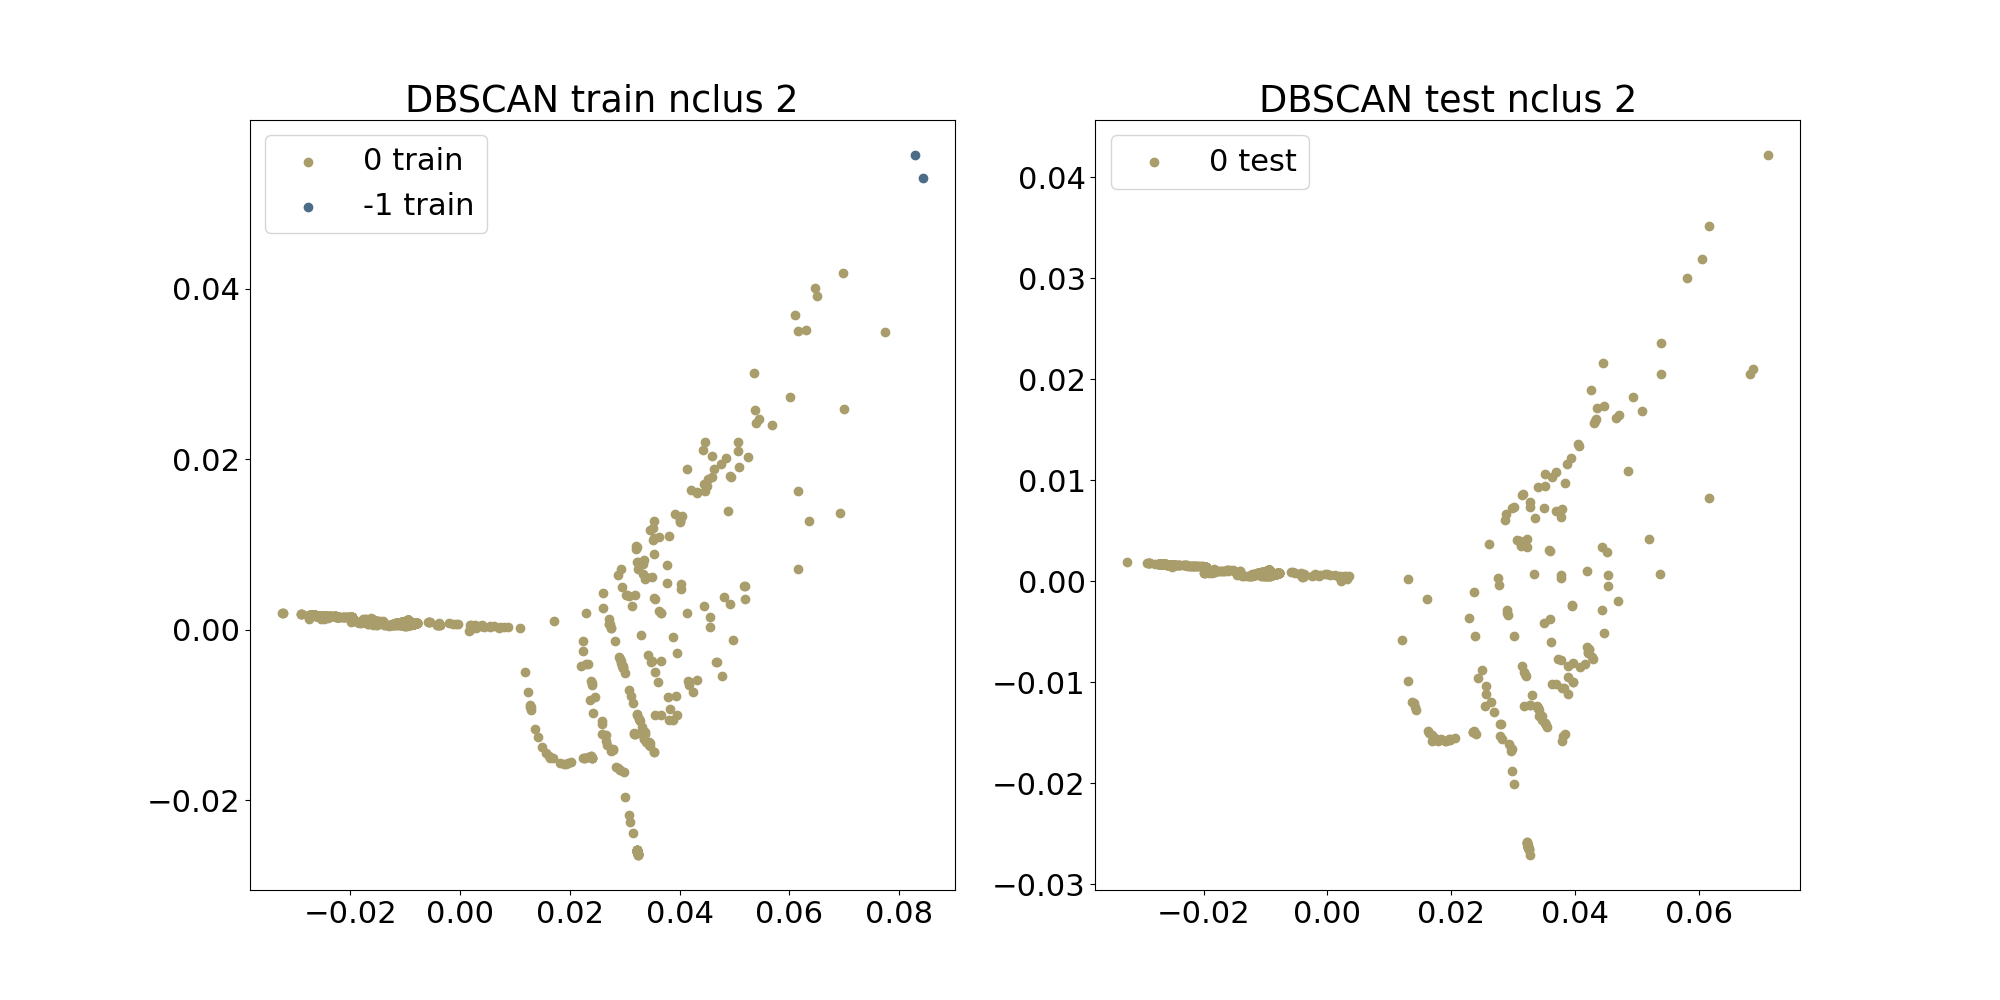 DBSCAN train nclus 2
0 train
-1 train
0.04
0.02
0.00
−0.02
−0.02 0.00 0.02 0.04 0.06 0.08
DBSCAN test nclus 2
0 test
0.04
0.03
0.02
0.01
0.00
−0.01
−0.02
−0.03
−0.02 0.00 0.02 0.04 0.06